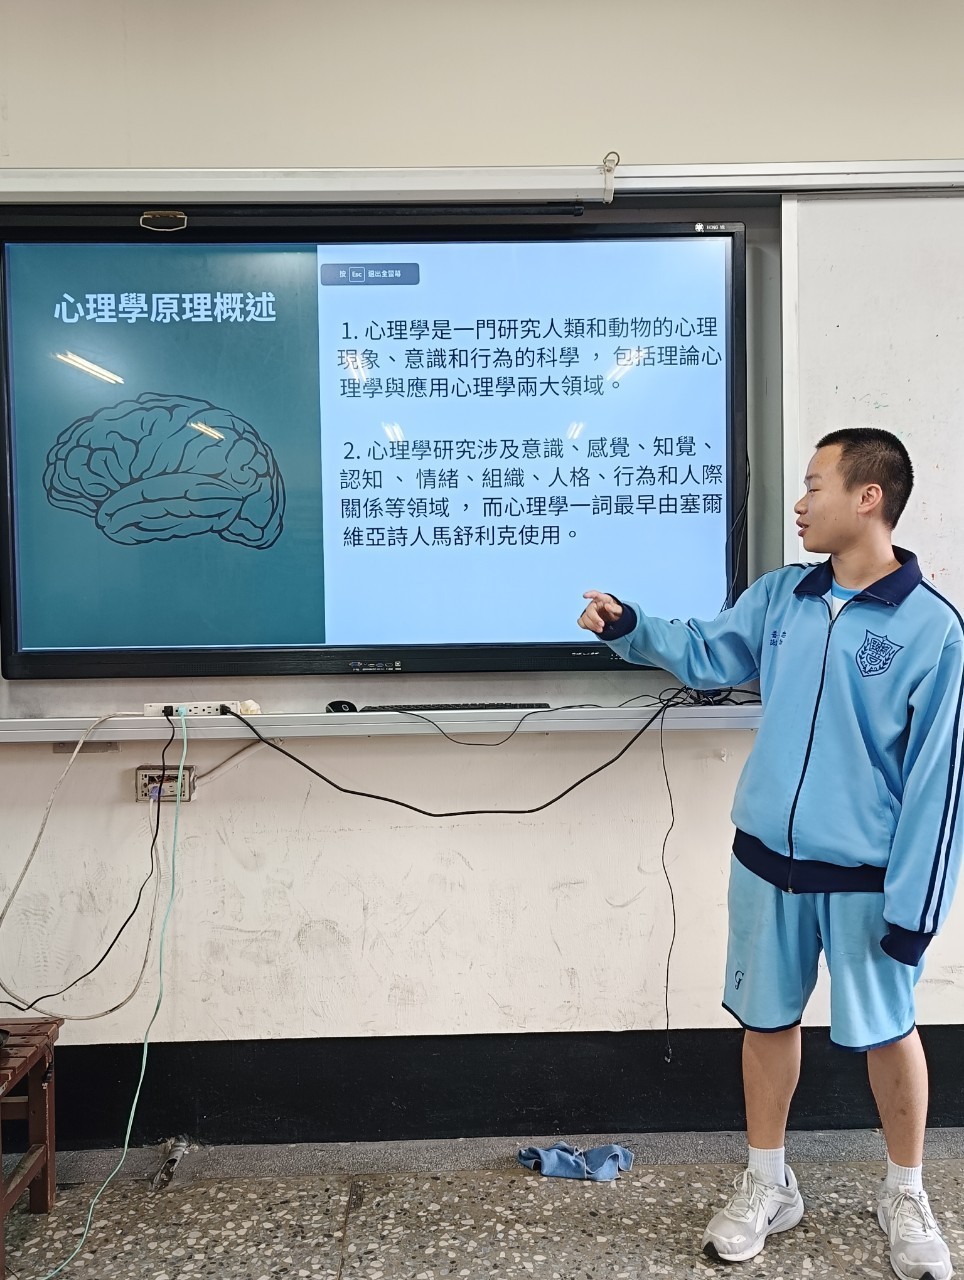 HONG YE
按 Esc 退出全螢幕
心理學原理概述
1. 心理學是一門研究人類和動物的心理
現象、意識和行為的科學 ， 包括理論心
理學與應用心理學兩大領域。
2. 心理學研究涉及意識、感覺、知覺、
認知 、 情緒、組織、人格、行為和人際
關係等領域 ， 而心理學一詞最早由塞爾
維亞詩人馬舒利克使用。
G